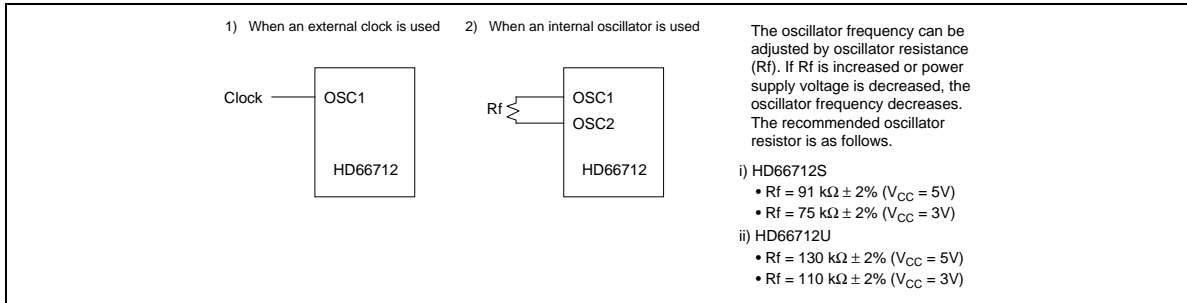 1) When an external clock is used
2) When an internal oscillator is used
Clock
OSC1
HD66712
Rf
OSC1
OSC2
HD66712
The oscillator frequency can be
adjusted by oscillator resistance
(Rf). If Rf is increased or power
supply voltage is decreased, the
oscillator frequency decreases.
The recommended oscillator
resistor is as follows.
i) HD66712S
• Rf = 91 kΩ ± 2% (VCC = 5V)
• Rf = 75 kΩ ± 2% (VCC = 3V)
ii) HD66712U
• Rf = 130 kΩ ± 2% (VCC = 5V)
• Rf = 110 kΩ ± 2% (VCC = 3V)